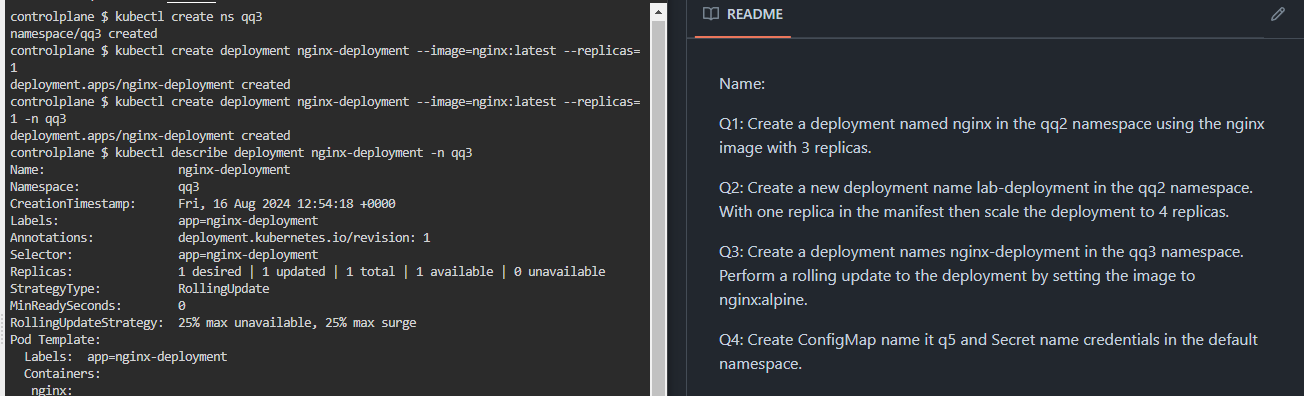 controlplane $ kubectl create ns qq3
namespace/qq3 created
controlplane $ kubectl create deployment nginx-deployment --image=nginx:latest --replicas=
1
deployment.apps/nginx-deployment created
controlplane $ kubectl create deployment nginx-deployment --image=nginx:latest --replicas=
1 -n qq3
deployment.apps/nginx-deployment created
controlplane $ kubectl describe deployment nginx-deployment -n qq3
Name:                   nginx-deployment
Namespace:              qq3
CreationTimestamp:      Fri, 16 Aug 2024 12:54:18 +0000
Labels:                 app=nginx-deployment
Annotations:            deployment.kubernetes.io/revision: 1
Selector:               app=nginx-deployment
Replicas:               1 desired | 1 updated | 1 total | 1 available | 0 unavailable
StrategyType:           RollingUpdate
MinReadySeconds:        0
RollingUpdateStrategy:  25% max unavailable, 25% max surge
Pod Template:
  Labels:  app=nginx-deployment
  Containers:
   nginx:
README
Name:
Q1: Create a deployment named nginx in the qq2 namespace using the nginx
image with 3 replicas.
Q2: Create a new deployment name lab-deployment in the qq2 namespace.
With one replica in the manifest then scale the deployment to 4 replicas.
Q3: Create a deployment names nginx-deployment in the qq3 namespace.
Perform a rolling update to the deployment by setting the image to
nginx:alpine.
Q4: Create ConfigMap name it q5 and Secret name credentials in the default
namespace.